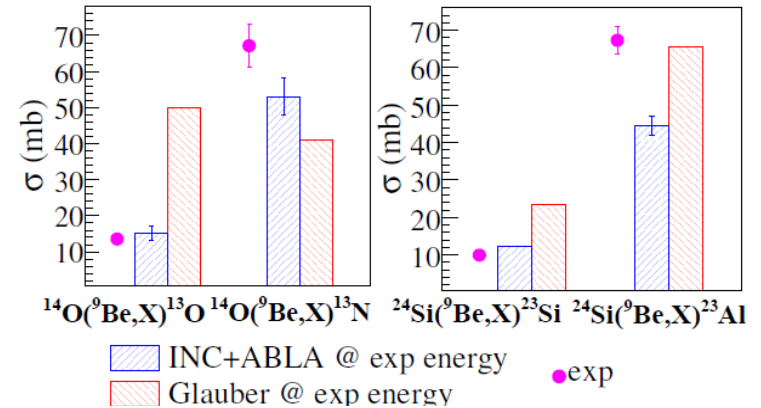 70
60
50
40
30
20
10
σ (mb)
¹⁴O(⁹Be,X)¹³O ¹⁴O(⁹Be,X)¹³N
70
60
50
40
30
20
10
σ (mb)
²⁴Si(⁹Be,X)²³Si ²⁴Si(⁹Be,X)²³Al
INC+ABLA @ exp energy
Glauber @ exp energy
exp